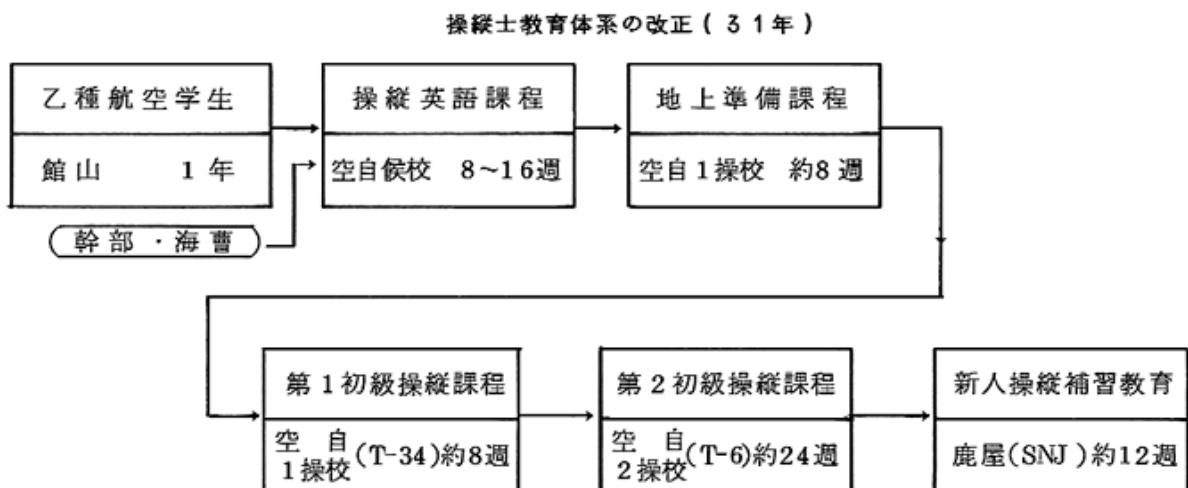 操縦士教育体系の改正(31年)
乙種航空学生
館山 1年
幹部・海曹
操縦英語課程
空自候校 8~16週
地上準備課程
空自1操校 約8週
第1初級操縦課程
空自
1操校
(T-34)約8週
第2初級操縦課程
空自
2操校
(T-6)約24週
新人操縦補習教育
鹿屋(SNJ)約12週